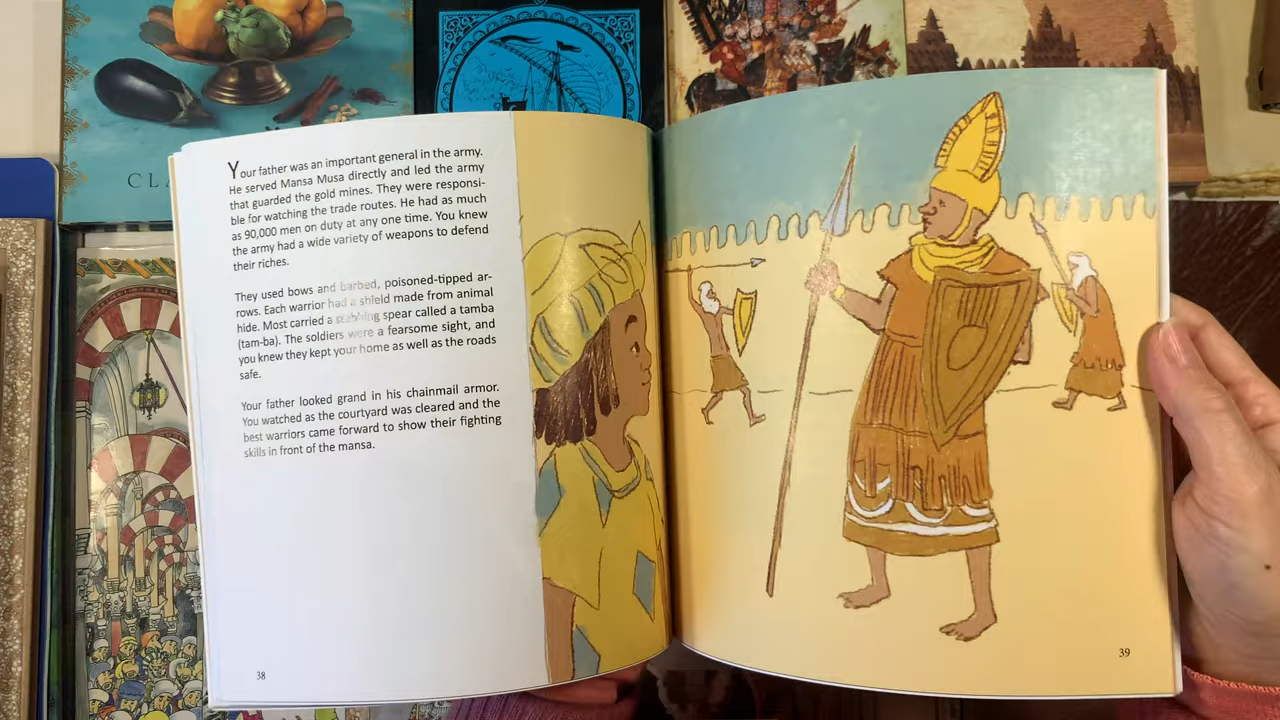 CLA
Your father was an important general in the army.
He served Mansa Musa directly and led the army
that guarded the gold mines. They were responsi-
ble for watching the trade routes. He had as much
as 90,000 men on duty at any one time. You knew
the army had a wide variety of weapons to defend
their riches.
They used bows and barbed, poisoned-tipped ar-
rows. Each warrior had a shield made from animal
hide. Most carried a stabbing spear called a tamba
(tam-ba). The soldiers were a fearsome sight, and
you knew they kept your home as well as the roads
safe.
Your father looked grand in his chainmail armor.
You watched as the courtyard was cleared and the
best warriors came forward to show their fighting
skills in front of the mansa.
38
39